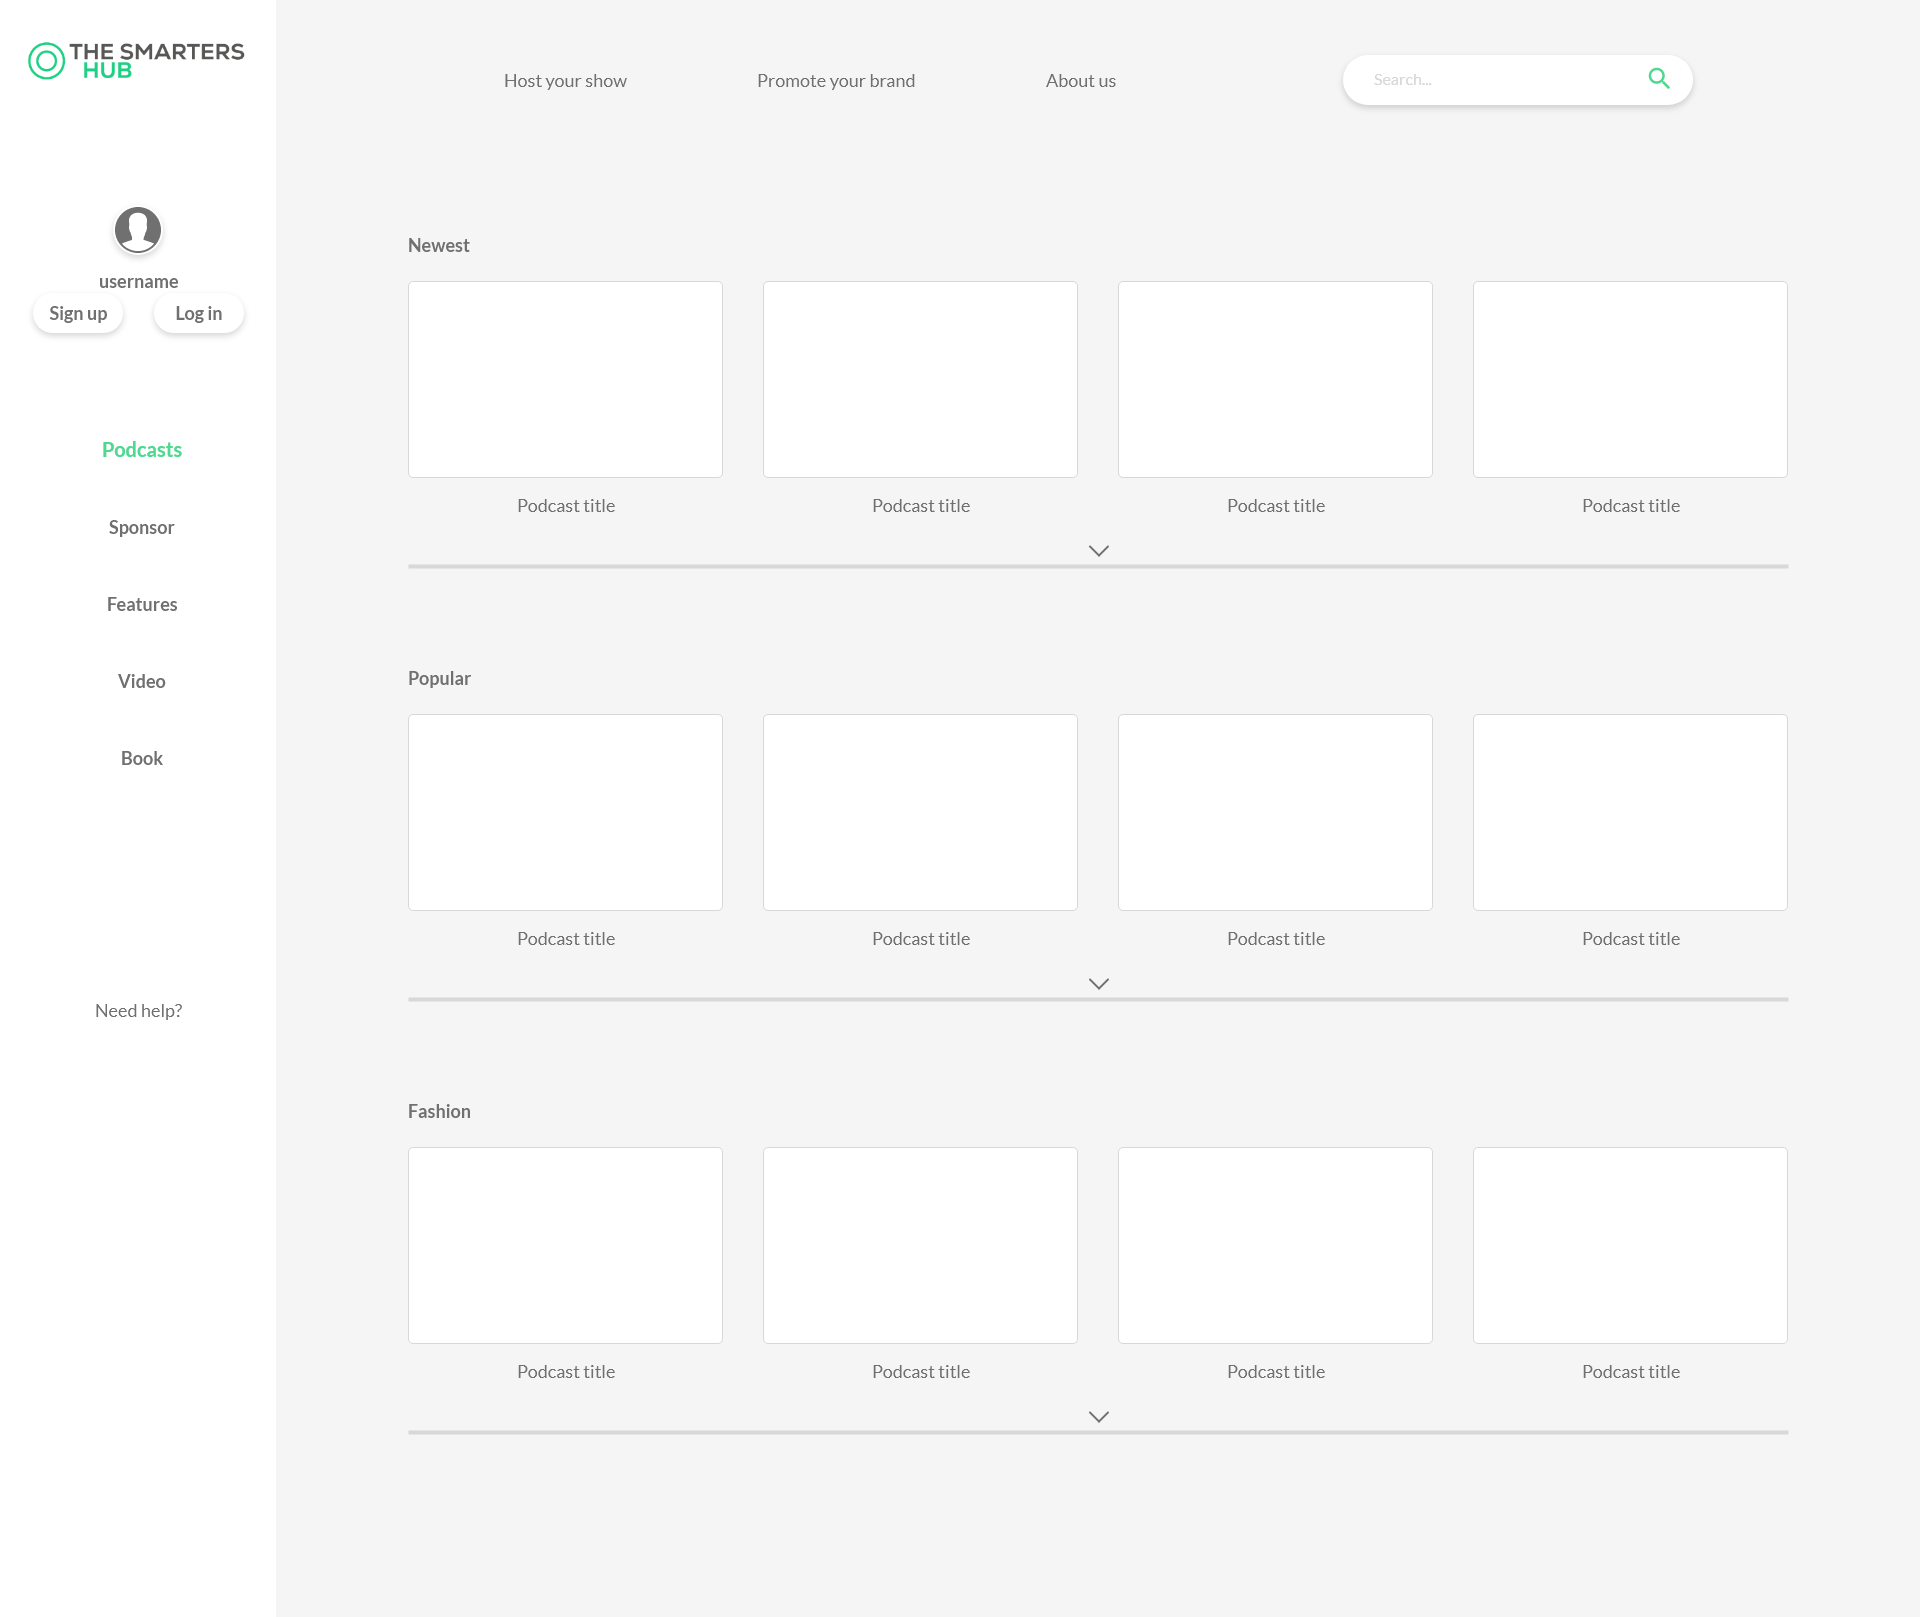 THE SMARTERS
HUB
username
Sign up
Log in
Podcasts
Sponsor
Features
Video
Book
Need help?
Host your show
Promote your brand
About us
Search...
Newest
Podcast title
Podcast title
Podcast title
Podcast title
Popular
Podcast title
Podcast title
Podcast title
Podcast title
Fashion
Podcast title
Podcast title
Podcast title
Podcast title